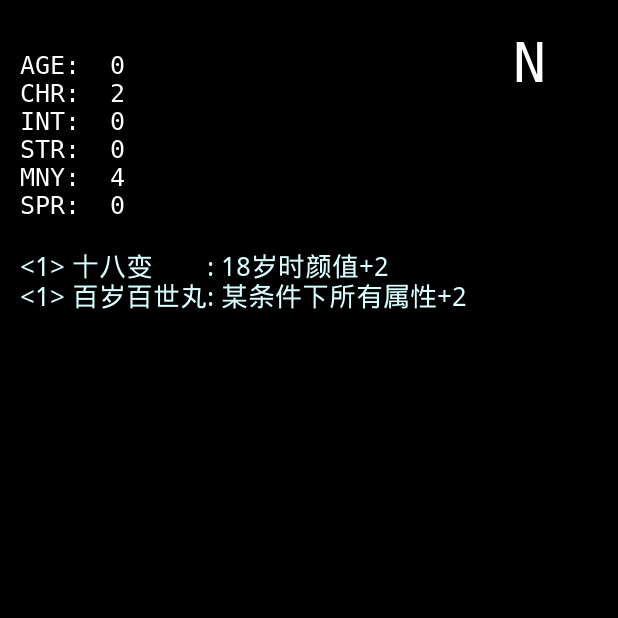 N
AGE: 0
CHR: 2
INT: 0
STR: 0
MNY: 4
SPR: 0
<1> 十八变 : 18岁时颜值+2
<1> 百岁百世丸: 某条件下所有属性+2